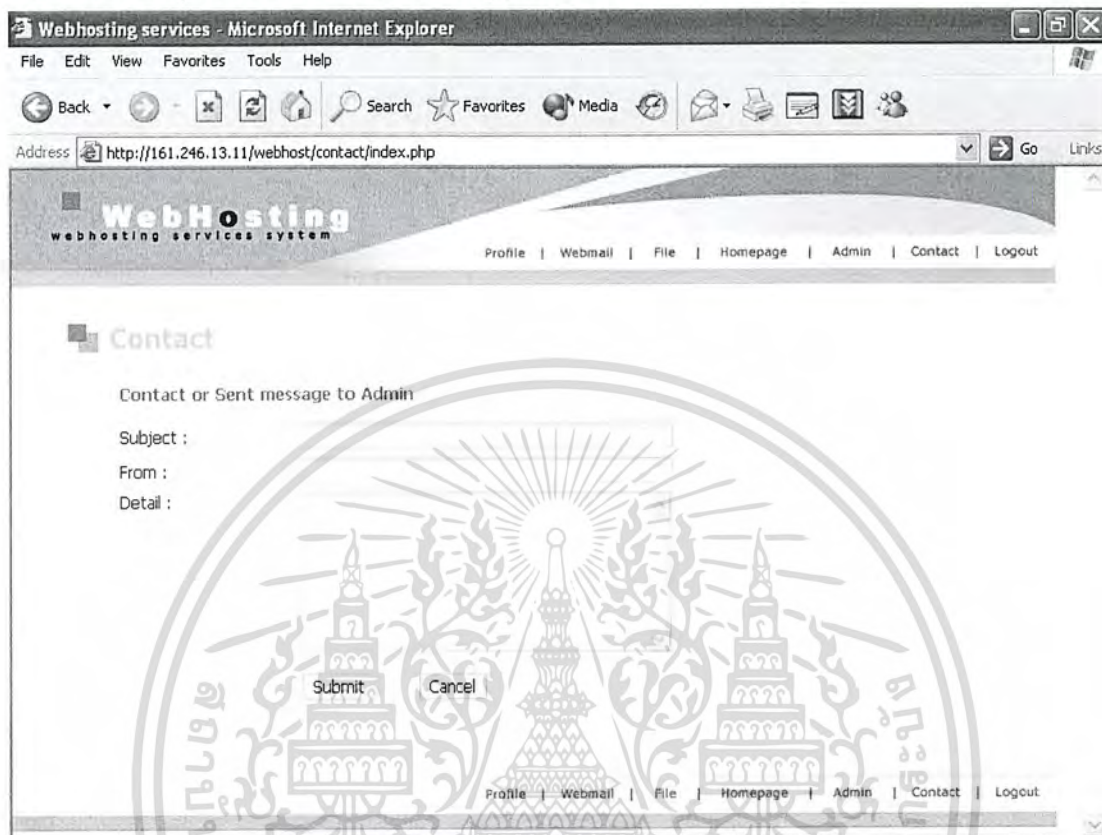 Webhosting services - Microsoft Internet Explorer
File Edit View Favorites Tools Help
Back Search Favorites Media
Address http://161.246.13.11/webhost/contact/index.php Go Links
WebHosting
webhosting services system
Profile | Webmail | File | Homepage | Admin | Contact | Logout
Contact
Contact or Sent message to Admin
Subject :
From :
Detail :
Submit Cancel
Profile | Webmail | File | Homepage | Admin | Contact | Logout